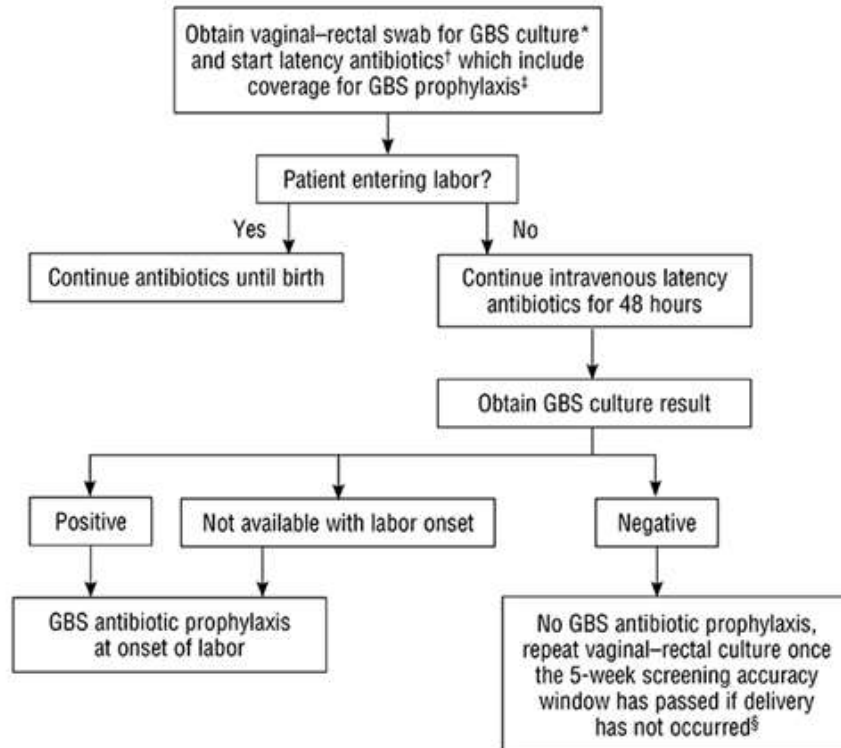 Obtain vaginal–rectal swab for GBS culture*
and start latency antibiotics† which include
coverage for GBS prophylaxis‡
Patient entering labor?
Yes
No
Continue antibiotics until birth
Continue intravenous latency
antibiotics for 48 hours
Obtain GBS culture result
Positive
Not available with labor onset
Negative
GBS antibiotic prophylaxis
at onset of labor
No GBS antibiotic prophylaxis,
repeat vaginal–rectal culture once
the 5-week screening accuracy
window has passed if delivery
has not occurred§